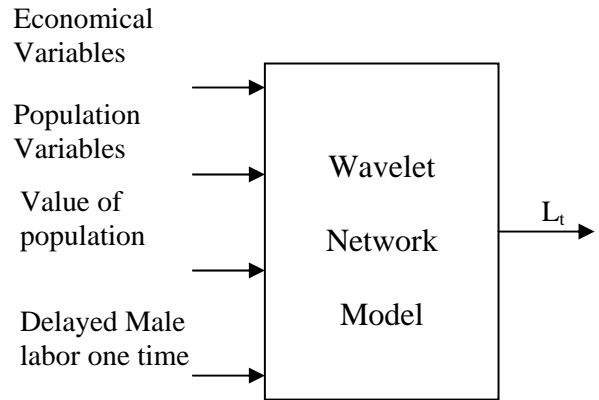 Economical
Variables
Population
Variables
Value of
population
Delayed Male
labor one time
Wavelet
Network
Model
Lt